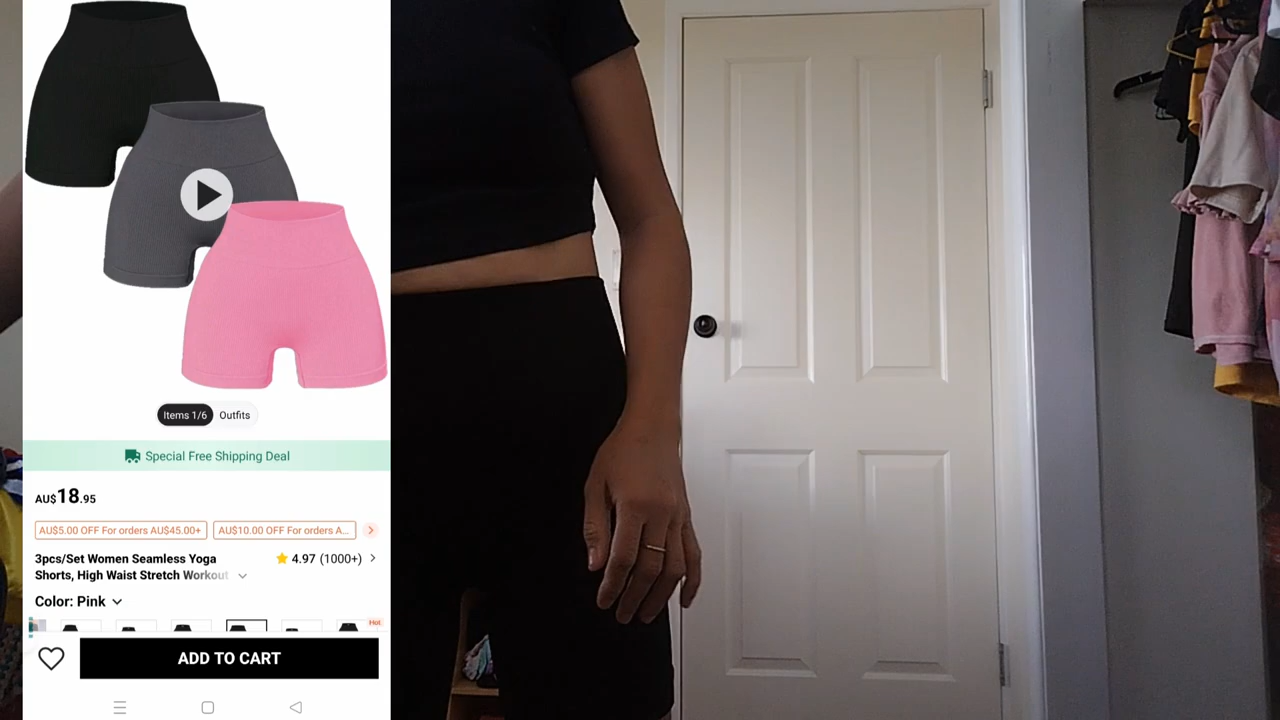 Items 1/6
Outfits
Special Free Shipping Deal
AU$18.95
AU$5.00 OFF For orders AU$45.00+
AU$10.00 OFF For orders A...
3pcs/Set Women Seamless Yoga
Shorts, High Waist Stretch Workout
4.97 (1000+)
Color: Pink
Hot
ADD TO CART